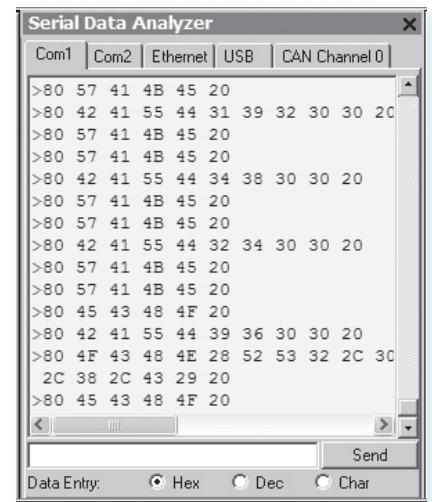 Serial Data Analyzer
Com1 Com2 Ethernet USB CAN Channel 0
>80 57 41 4B 45 20
>80 42 41 55 44 31 39 32 30 30 20
>80 57 41 4B 45 20
>80 57 41 4B 45 20
>80 42 41 55 44 34 38 30 30 20
>80 57 41 4B 45 20
>80 57 41 4B 45 20
>80 42 41 55 44 32 34 30 30 20
>80 57 41 4B 45 20
>80 57 41 4B 45 20
>80 45 43 48 4F 20
>80 42 41 55 44 39 36 30 30 20
>80 4F 43 48 4E 28 52 53 32 2C 30
2C 38 2C 43 29 20
>80 45 43 48 4F 20
Send
Data Entry: Hex Dec Char